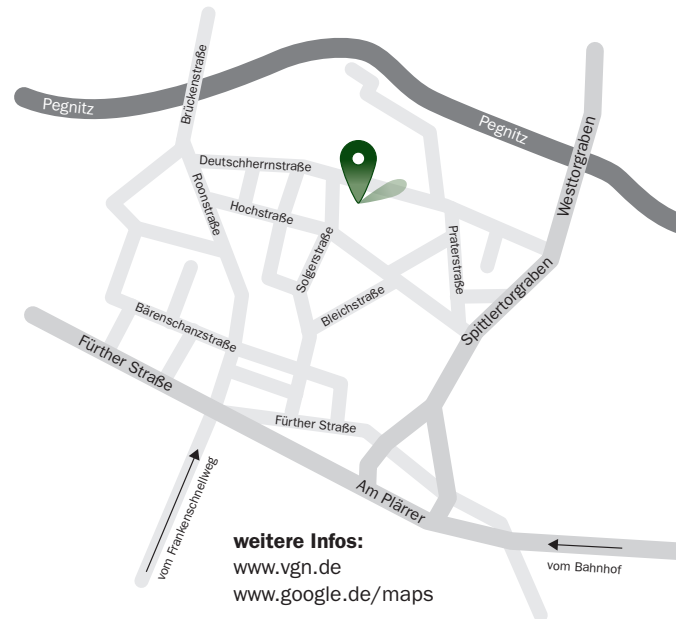 Brückenstraße
Westtorgraben
Pegnitz
Pegnitz
Deutschherrnstraße
Roonstraße
Hochstraße
Solgerstraße
Praterstraße
Spittlertorgraben
Bleichstraße
Bärenschanzstraße
Fürther Straße
Fürther Straße
vom Frankenschnellweg
Am Plärrer
weitere Infos:
www.vgn.de
www.google.de/maps
vom Bahnhof